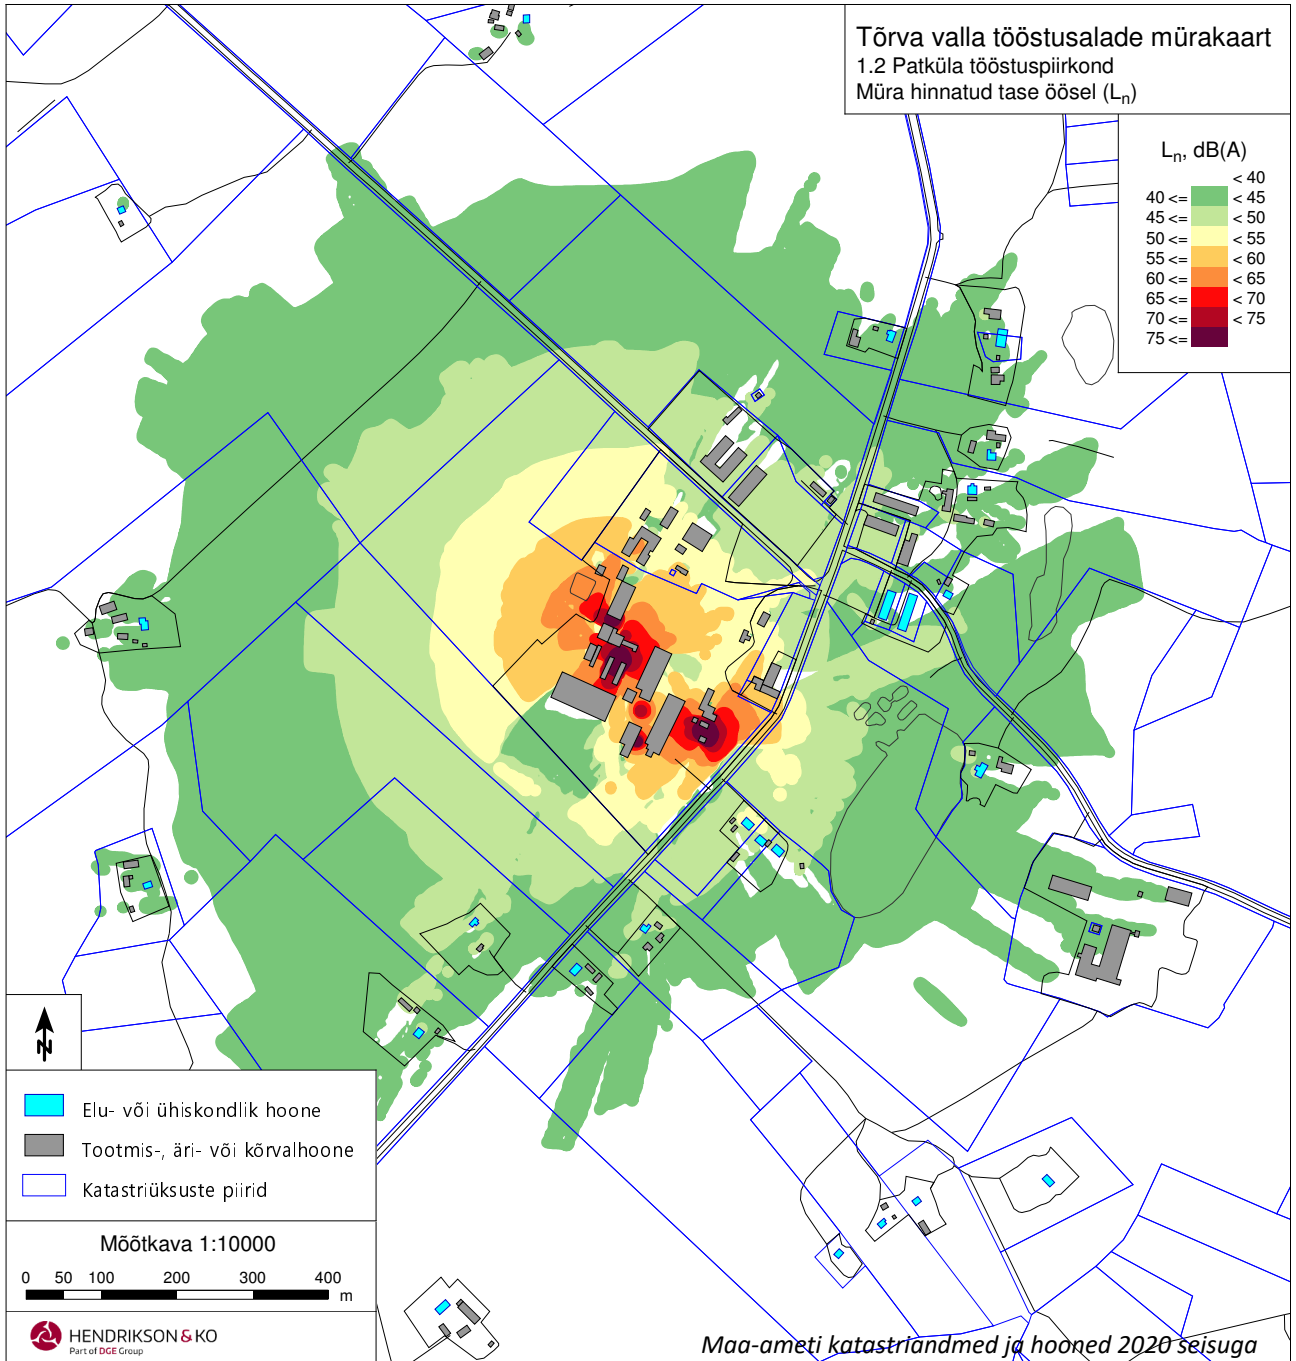 Tõrva valla tööstusalade mürakaart
1.2 Patküla tööstuspiirkond
Müra hinnatud tase öösel (Ln)
Ln, dB(A)
< 40
40 <= < 45
45 <= < 50
50 <= < 55
55 <= < 60
60 <= < 65
65 <= < 70
70 <= < 75
75 <=
N
Elu- või ühiskondlik hoone
Tootmis-, äri- või kõrvalhoone
Katastriüksuste piirid
Mõõtkava 1:10000
0 50 100 200 300 400
m
HENDRIKSON & KO
Part of DGE Group
Maa-ameti katastriandmed ja hooned 2020 seisuga